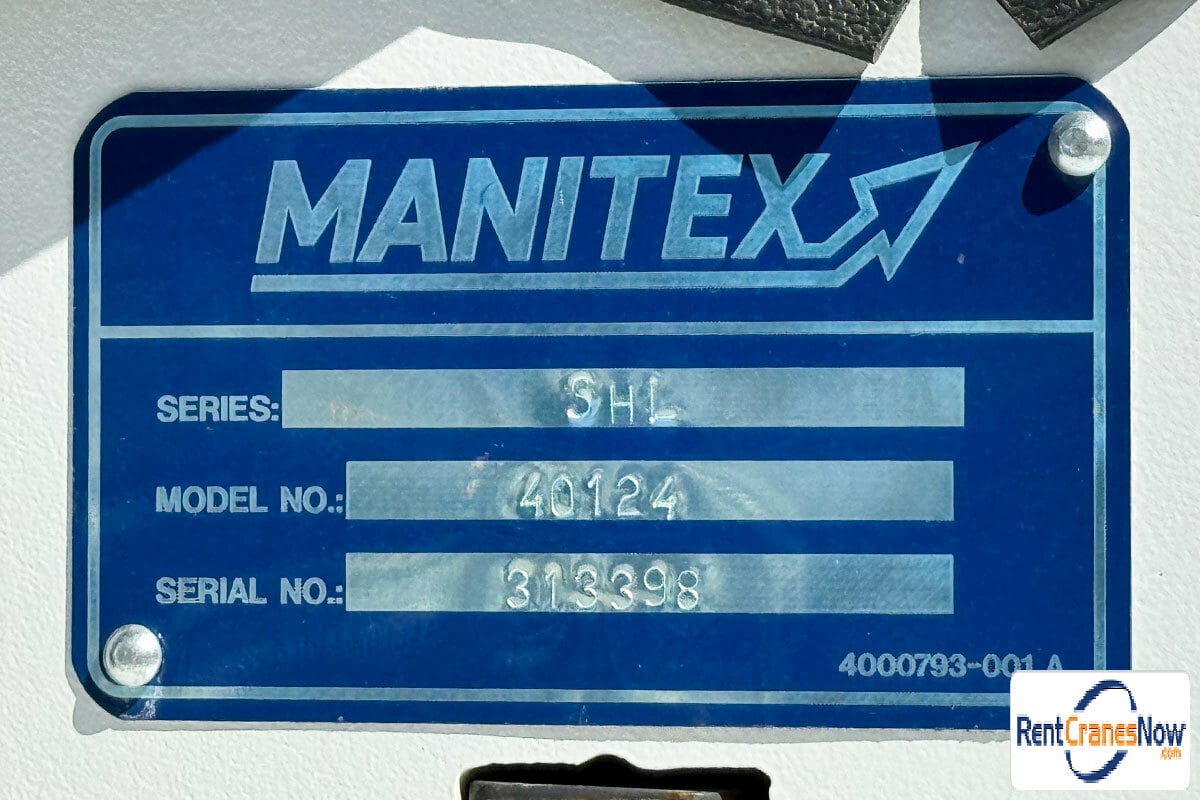 MANITEX
SERIES: SHL
MODEL NO.: 40124
SERIAL NO.: 313398
4000793-001 A
RentCranesNow
.com